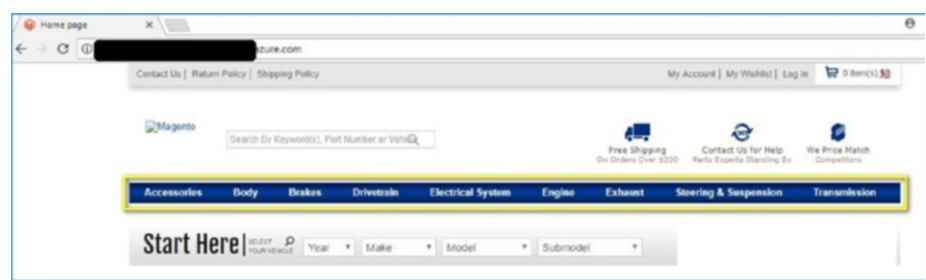 Home page
azure.com
Contact Us | Return Policy | Shipping Policy
My Account | My Wishlist | Log In 0 item(s) $0
Magento
Search By Keyword(s), Part Number or Vehicle
Free Shipping
On Orders Over $200
Contact Us for Help
Parts Experts Standing By
We Price Match
Competitors
Accessories Body Brakes Drivetrain Electrical System Engine Exhaust Steering & Suspension Transmission
Start Here | SELECT YOUR VEHICLE Year Make Model Submodel